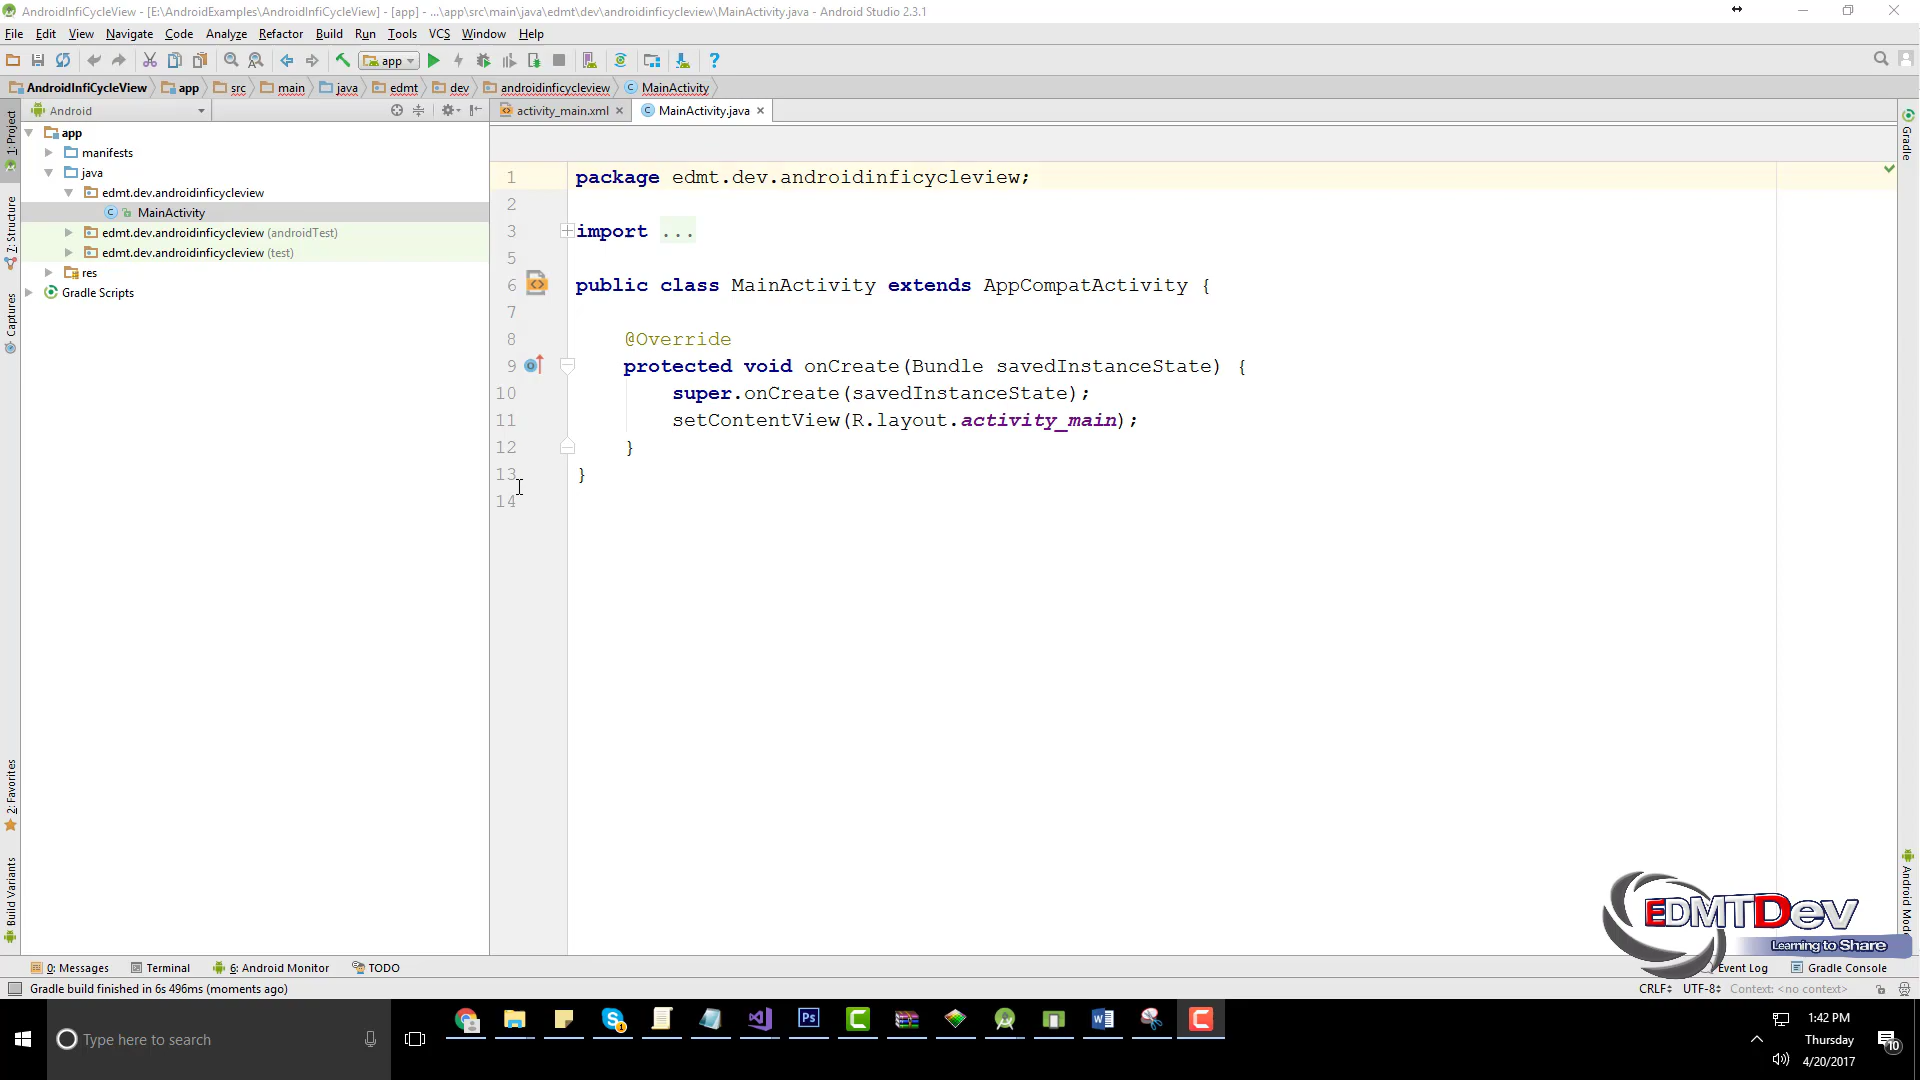 AndroidInfiCycleView - [E:\AndroidExamples\AndroidInfiCycleView] - [app] - ...\app\src\main\java\edmt\dev\androidinficycleview\MainActivity.java - Android Studio 2.3.1
File Edit View Navigate Code Analyze Refactor Build Run Tools VCS Window Help
app
AndroidInfiCycleView app src main java edmt dev androidinficycleview MainActivity
Android
activity_main.xml MainActivity.java
1: Project
7: Structure
Captures
2: Favorites
Build Variants
Gradle
app
manifests
java
edmt.dev.androidinficycleview
MainActivity
edmt.dev.androidinficycleview (androidTest)
edmt.dev.androidinficycleview (test)
res
Gradle Scripts
1 package edmt.dev.androidinficycleview;
2
3 import ...
5
6 public class MainActivity extends AppCompatActivity {
7
8 @Override
9 protected void onCreate(Bundle savedInstanceState) {
10 super.onCreate(savedInstanceState);
11 setContentView(R.layout.activity_main);
12 }
13 }
14
EDMTDev
Learning to Share
0: Messages Terminal 6: Android Monitor TODO Event Log Gradle Console
Gradle build finished in 6s 496ms (moments ago) CRLF UTF-8 Context: <no context>
Type here to search
1:42 PM
Thursday
4/20/2017
10